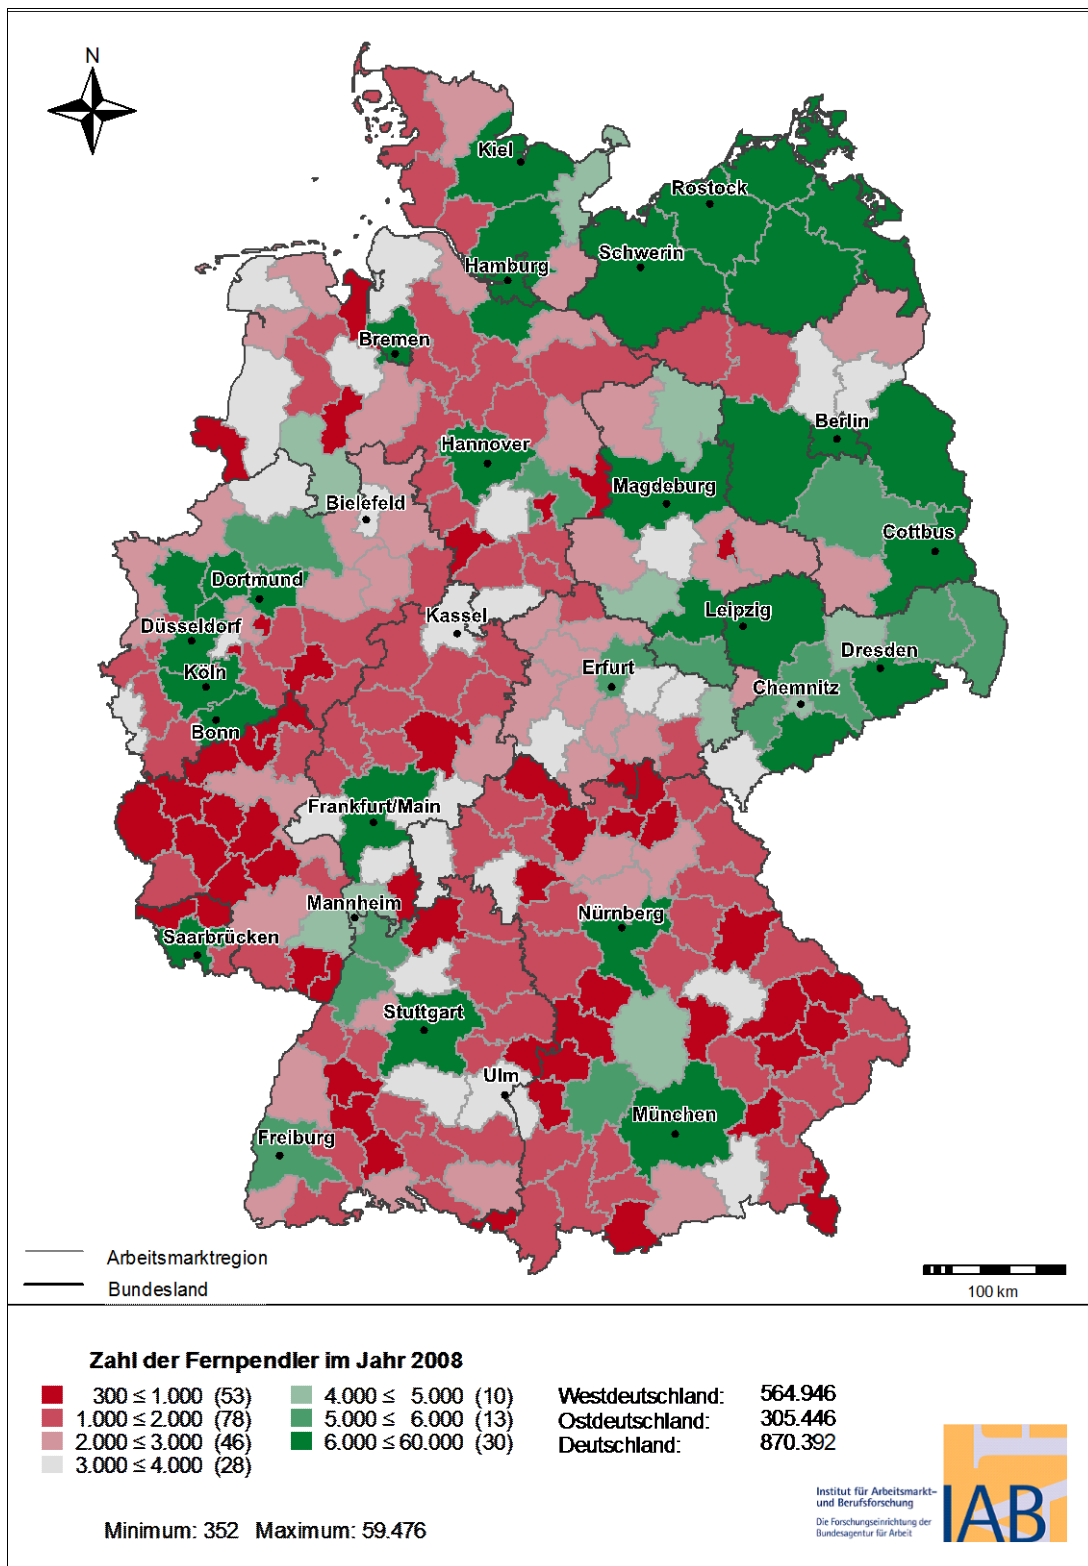 N
Kiel
Rostock
Schwerin
Hamburg
Bremen
Berlin
Hannover
Magdeburg
Bielefeld
Cottbus
Dortmund
Leipzig
Kassel
Düsseldorf
Dresden
Erfurt
Köln
Chemnitz
Bonn
Frankfurt/Main
Mannheim
Nürnberg
Saarbrücken
Stuttgart
Ulm
München
Freiburg
Arbeitsmarktregion
Bundesland
100 km
Zahl der Fernpendler im Jahr 2008
300 ≤ 1.000 (53)
1.000 ≤ 2.000 (78)
2.000 ≤ 3.000 (46)
3.000 ≤ 4.000 (28)
4.000 ≤ 5.000 (10)
5.000 ≤ 6.000 (13)
6.000 ≤ 60.000 (30)
Westdeutschland: 564.946
Ostdeutschland: 305.446
Deutschland: 870.392
Minimum: 352 Maximum: 59.476
Institut für Arbeitsmarkt-
und Berufsforschung
Die Forschungseinrichtung der
Bundesagentur für Arbeit
IAB